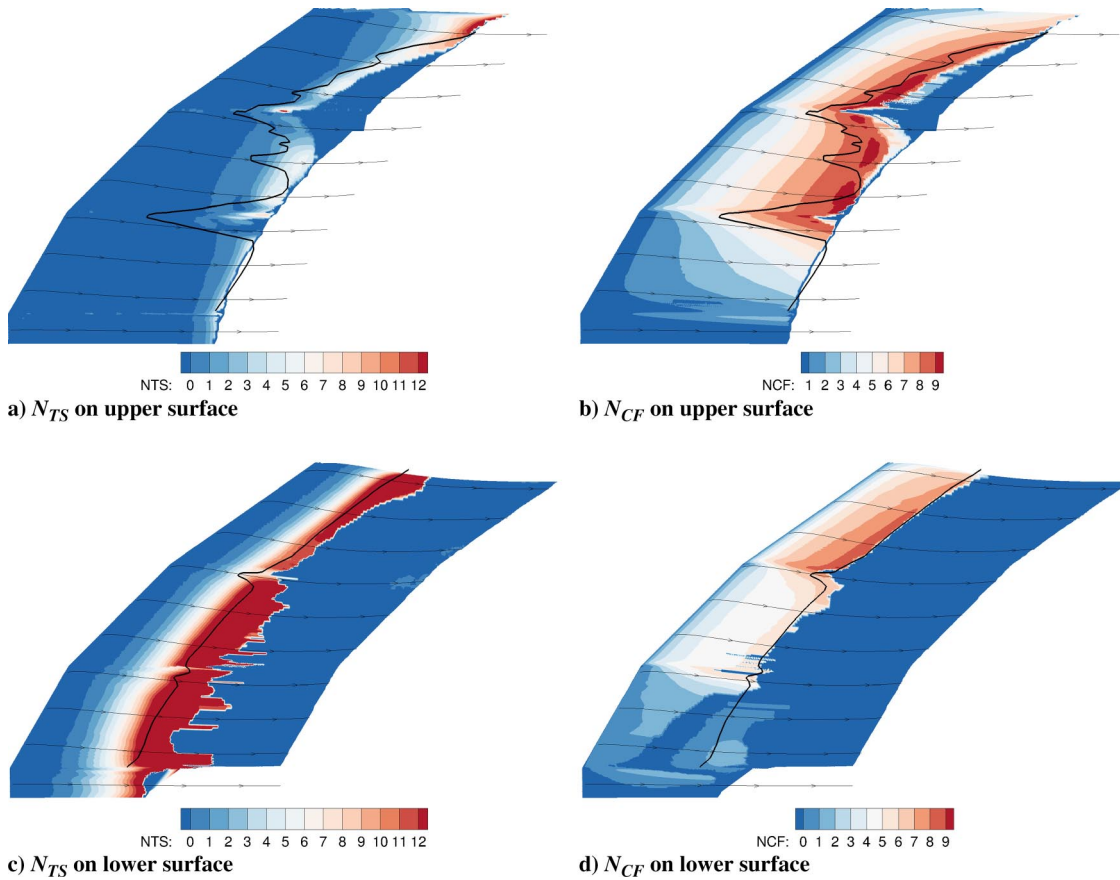 NTS: 0 1 2 3 4 5 6 7 8 9 10 11 12
NCF: 1 2 3 4 5 6 7 8 9
a) N_TS on upper surface
b) N_CF on upper surface
NTS: 0 1 2 3 4 5 6 7 8 9 10 11 12
NCF: 0 1 2 3 4 5 6 7 8 9
c) N_TS on lower surface
d) N_CF on lower surface